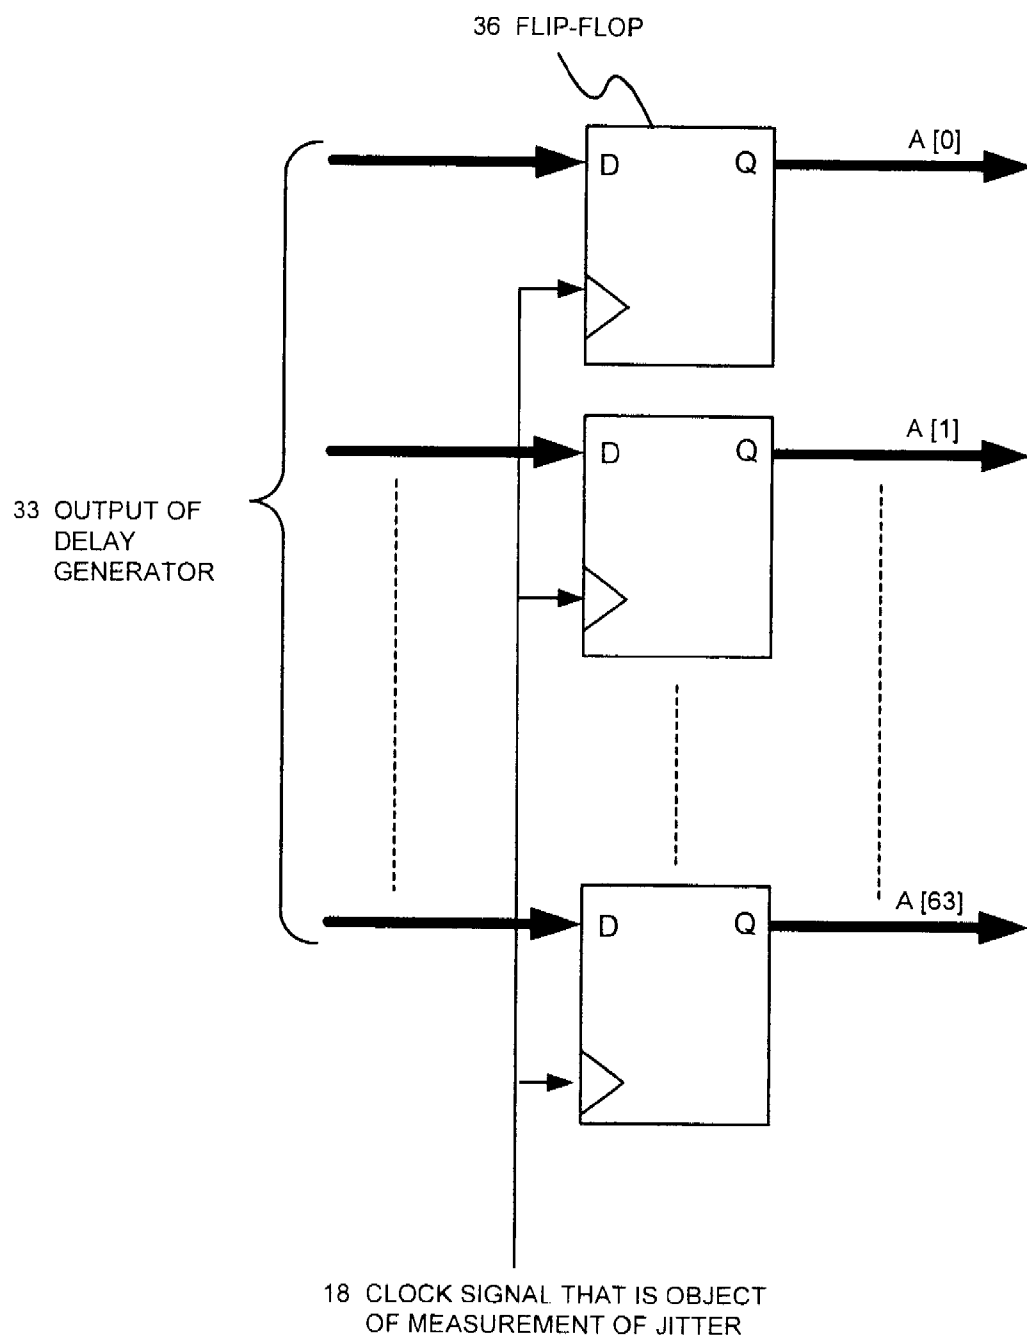 36 FLIP-FLOP
D Q A [0]
D Q A [1]
33 OUTPUT OF
DELAY
GENERATOR
D Q A [63]
18 CLOCK SIGNAL THAT IS OBJECT
OF MEASUREMENT OF JITTER